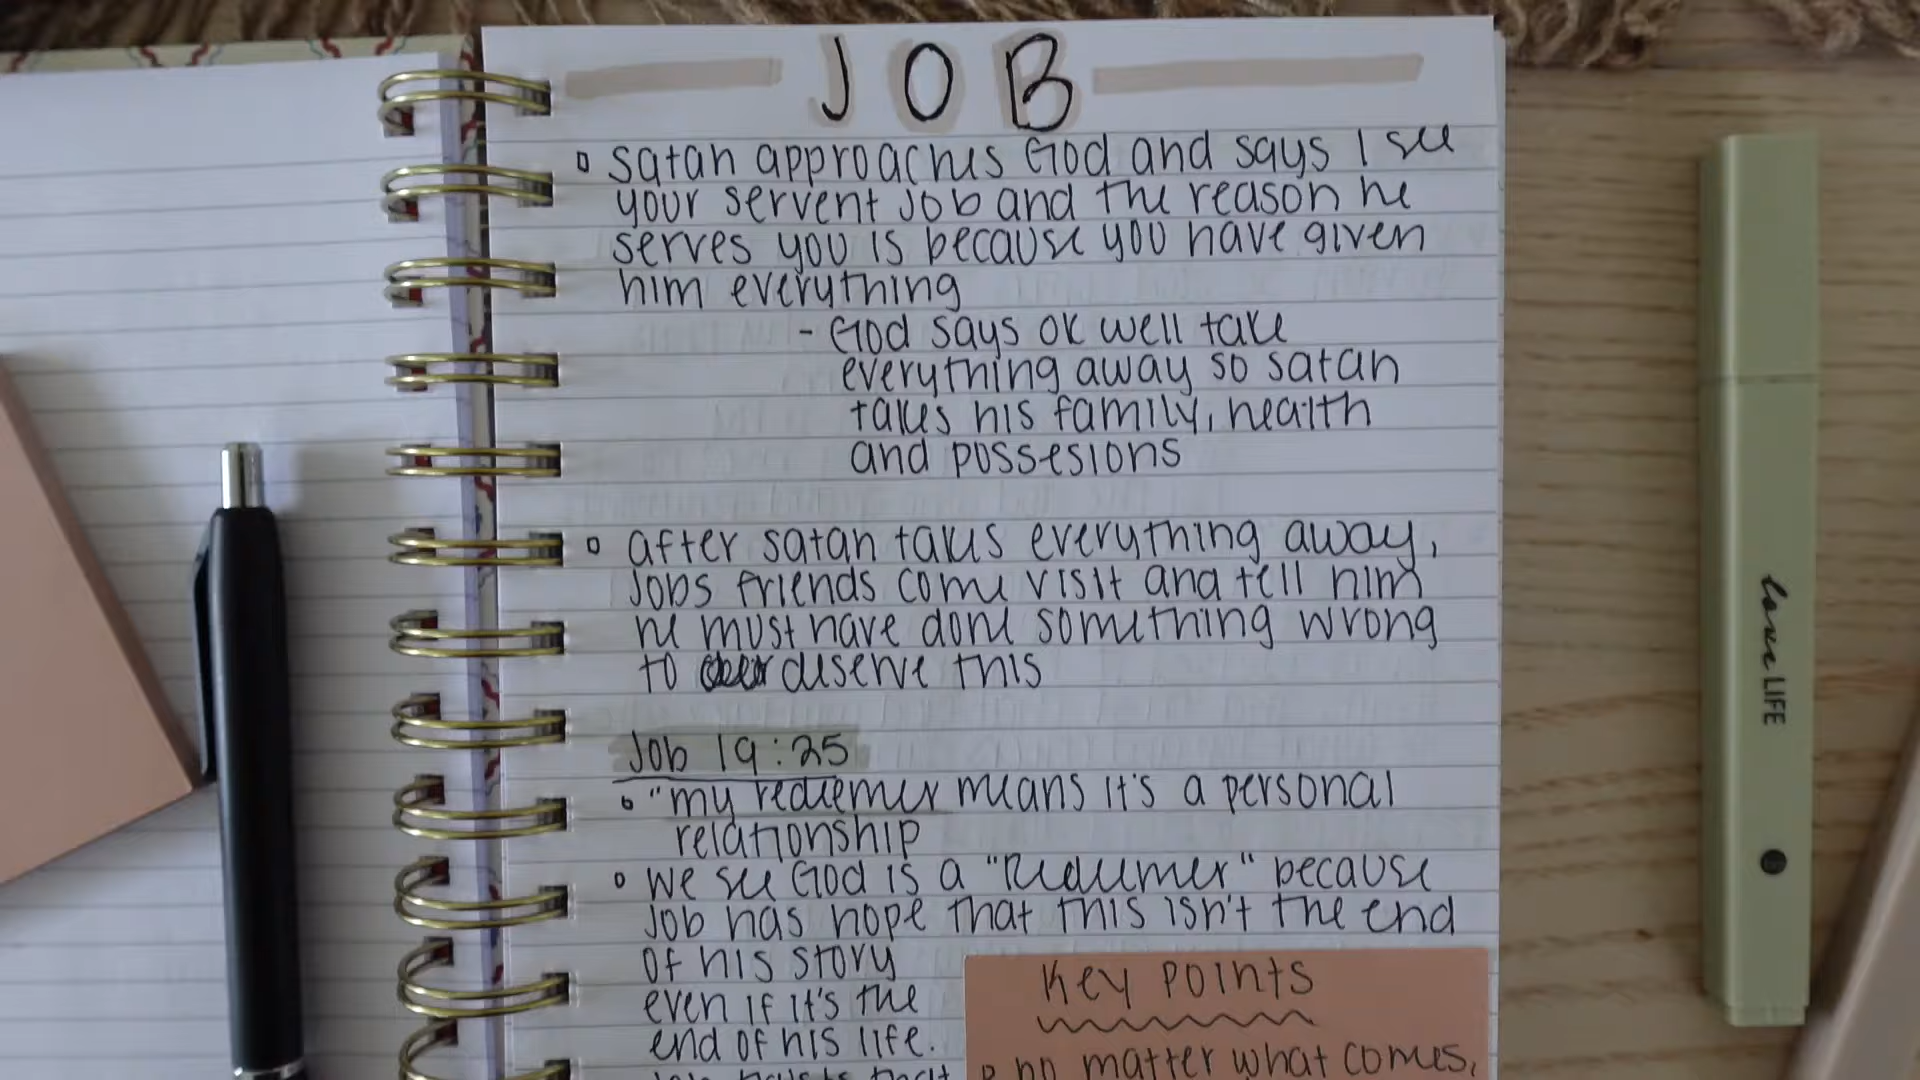 JOB
satan approaches God and says I see
your servent Job and the reason he
serves you is because you have given
him everything
- God says ok well take
everything away so satan
takes his family, health
and possesions
after satan takes everything away,
Jobs friends come visit and tell him
he must have done something wrong
to deserve this
Job 19:25
"my redeemer means it's a personal
relationship
we see God is a "Redeemer" because
Job has hope that this isn't the end
of his story
even if it's the
end of his life.
Key points
no matter what comes,
love LIFE